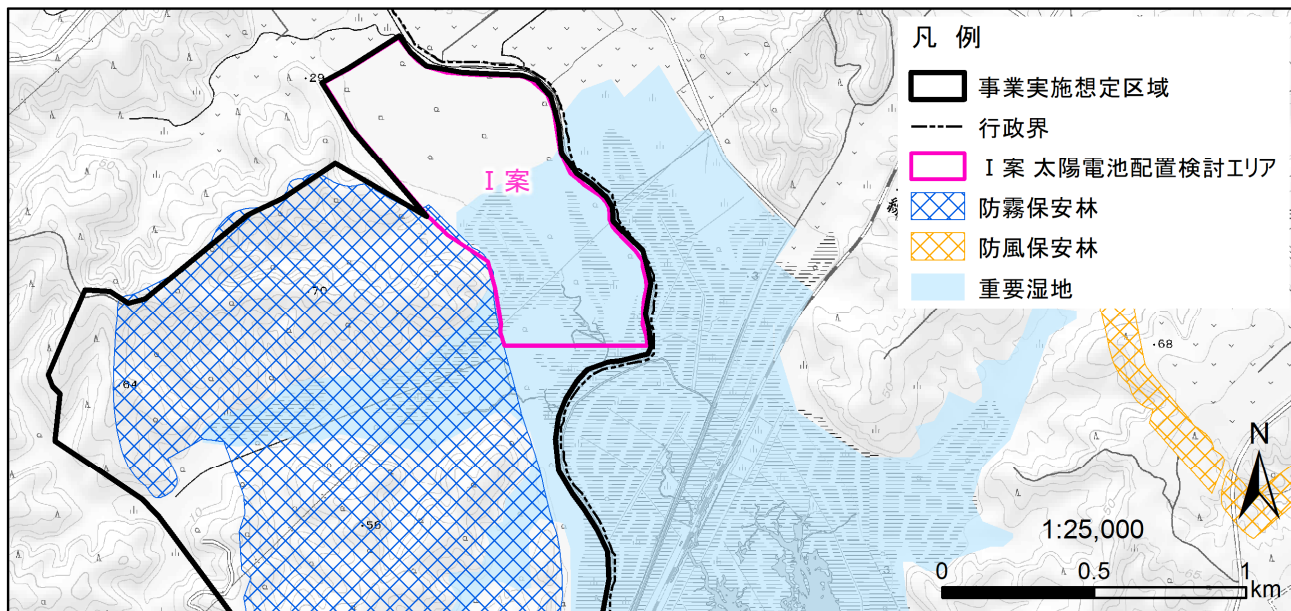 凡 例
事業実施想定区域
行政界
Ⅰ案 太陽電池配置検討エリア
防霧保安林
防風保安林
重要湿地
・29
Ⅰ案
70
64
・56
3
・68
N
1:25,000
0 0.5 1
km